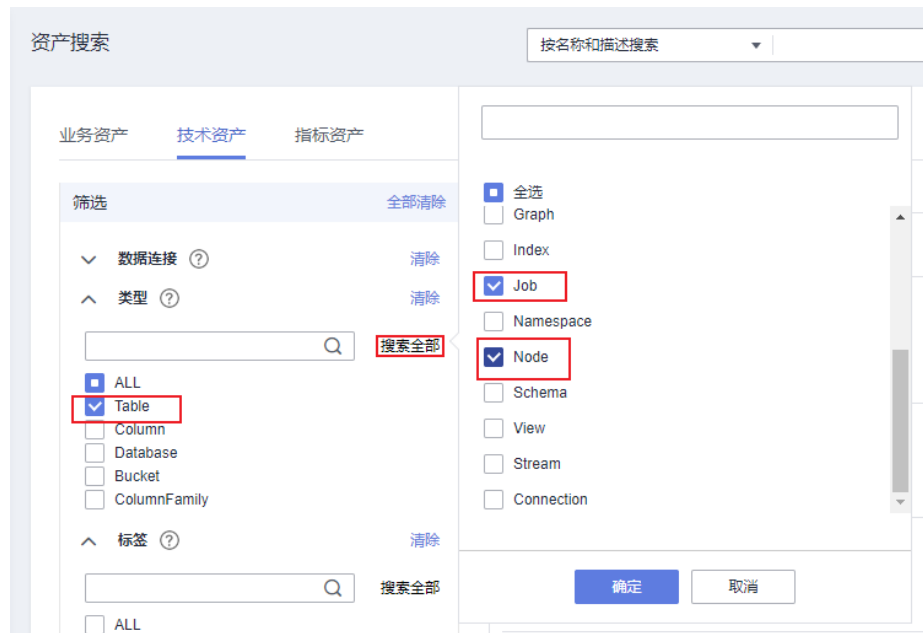 资产搜索
按名称和描述搜索
业务资产 技术资产 指标资产
筛选 全部清除
数据连接 ? 清除
类型 ? 清除
搜索全部
ALL
Table
Column
Database
Bucket
ColumnFamily
标签 ? 清除
搜索全部
ALL
全选
Graph
Index
Job
Namespace
Node
Schema
View
Stream
Connection
确定 取消